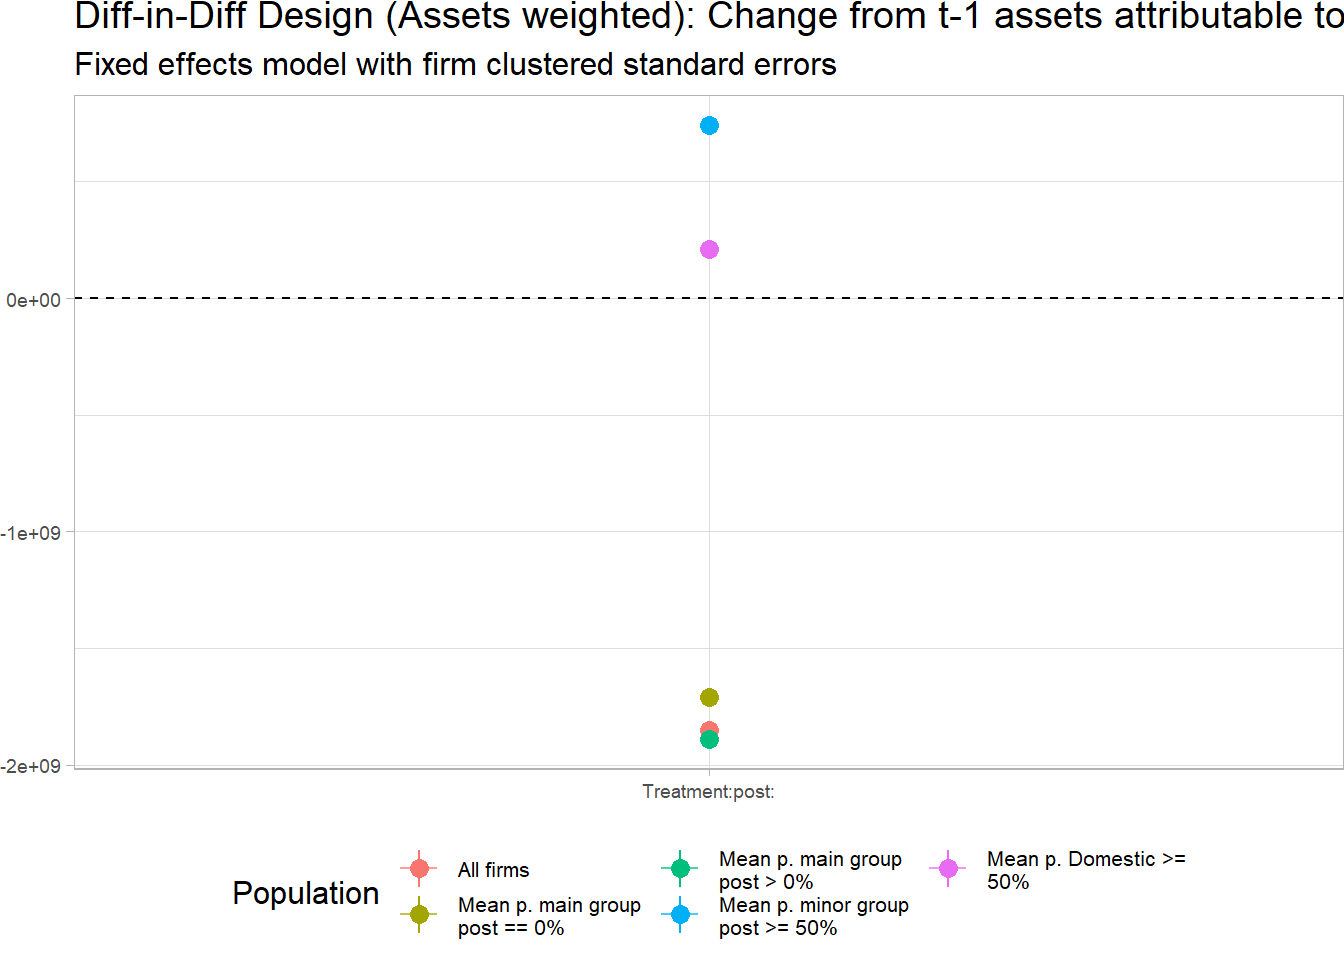 Diff-in-Diff Design (Assets weighted): Change from t-1 assets attributable to
Fixed effects model with firm clustered standard errors
0e+00
-1e+09
-2e+09
Treatment:post:
Population
All firms
Mean p. main group
post == 0%
Mean p. main group
post > 0%
Mean p. minor group
post >= 50%
Mean p. Domestic >=
50%